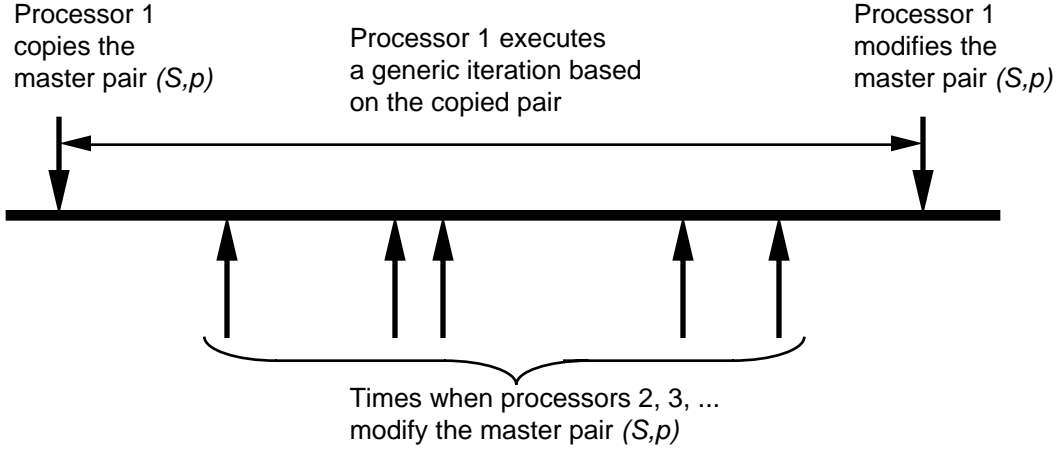 Processor 1
copies the
master pair (S,p)
Processor 1 executes
a generic iteration based
on the copied pair
Processor 1
modifies the
master pair (S,p)
Times when processors 2, 3, ...
modify the master pair (S,p)